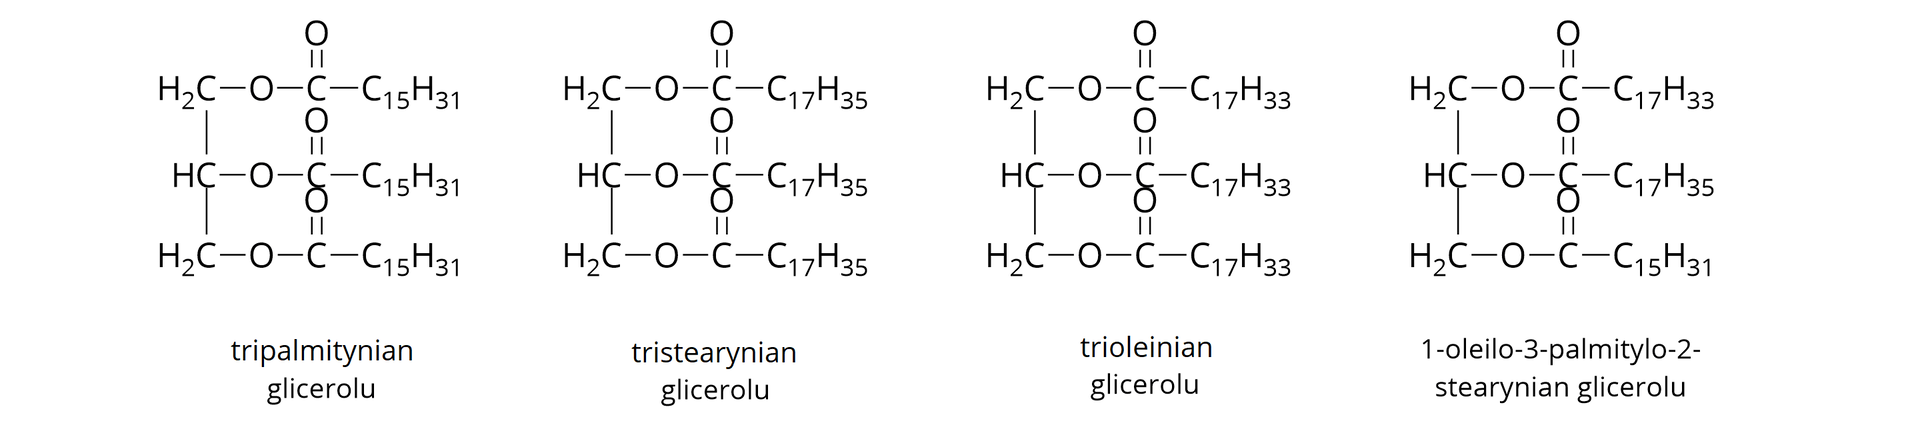 O O O O
|| || || ||
H₂C—O—C—C₁₅H₃₁ H₂C—O—C—C₁₇H₃₅ H₂C—O—C—C₁₇H₃₃ H₂C—O—C—C₁₇H₃₃
O O O O
|| || || ||
HC—O—C—C₁₅H₃₁ HC—O—C—C₁₇H₃₅ HC—O—C—C₁₇H₃₃ HC—O—C—C₁₇H₃₅
O O O O
|| || || ||
H₂C—O—C—C₁₅H₃₁ H₂C—O—C—C₁₇H₃₅ H₂C—O—C—C₁₇H₃₃ H₂C—O—C—C₁₅H₃₁
tripalmitynian
glicerolu
tristearynian
glicerolu
trioleinian
glicerolu
1-oleilo-3-palmitylo-2-
stearynian glicerolu